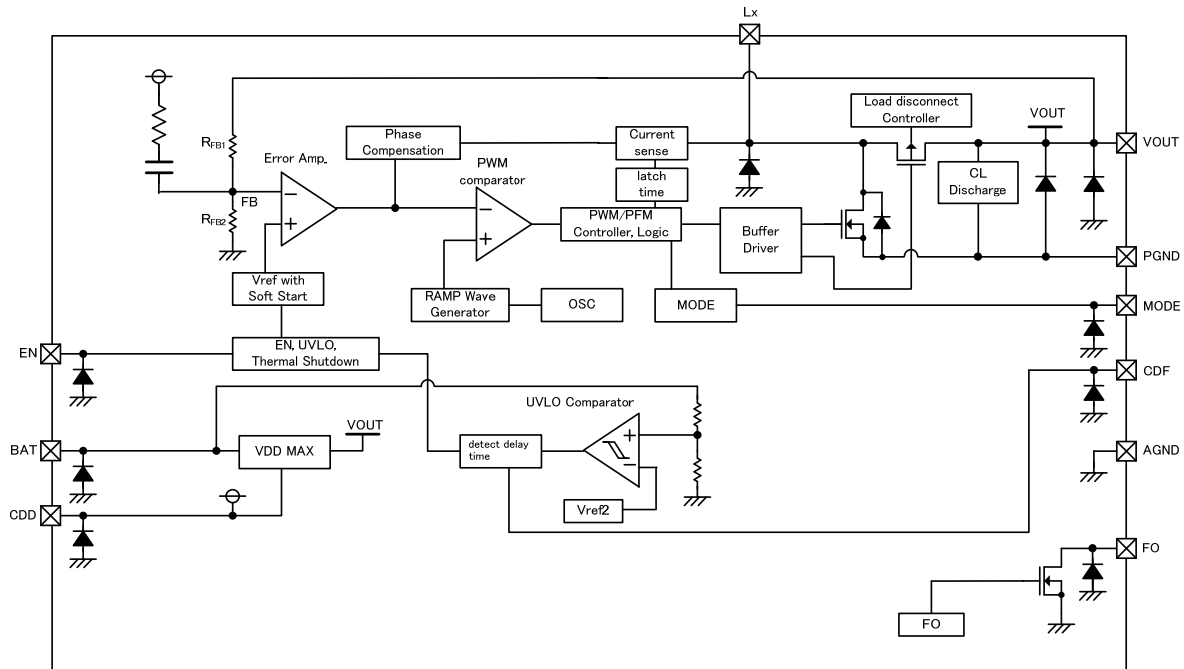 Lx
Load disconnect
Controller
VOUT
VOUT
RFB1
Error Amp.
Phase
Compensation
Current
sense
PWM
comparator
latch
time
CL
Discharge
FB
RFB2
PWM/PFM
Controller, Logic
Buffer
Driver
PGND
Vref with
Soft Start
RAMP Wave
Generator
OSC
MODE
MODE
EN
EN, UVLO,
Thermal Shutdown
CDF
UVLO Comparator
VOUT
BAT
VDD MAX
detect delay
time
AGND
CDD
Vref2
FO
FO